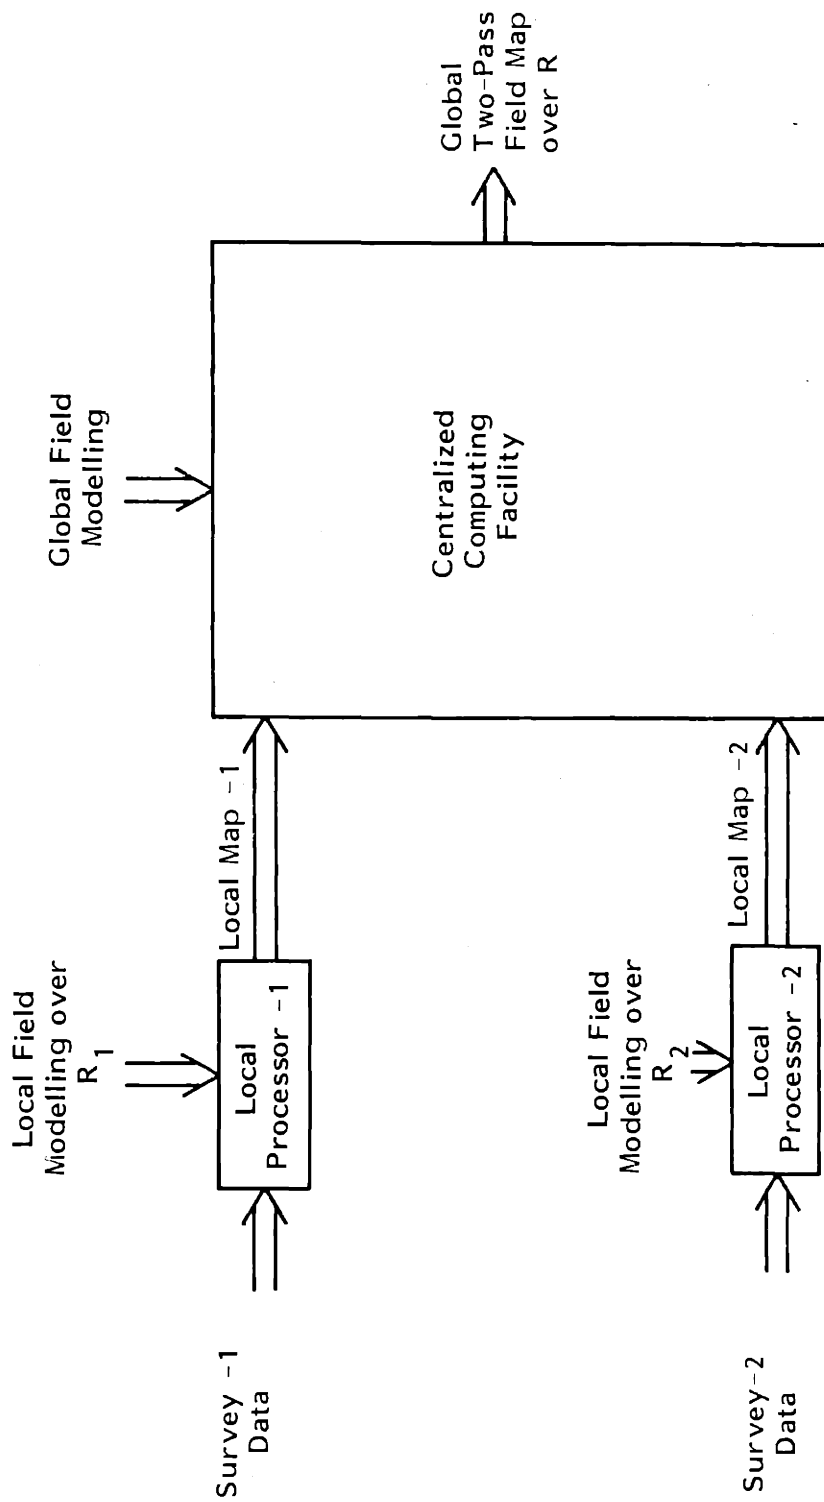 Local Field
Modelling over
R1
Global Field
Modelling
Survey -1
Data
Local
Processor -1
Local Map -1
Centralized
Computing
Facility
Global
Two-Pass
Field Map
over R
Local Field
Modelling over
R2
Survey-2
Data
Local
Processor -2
Local Map -2